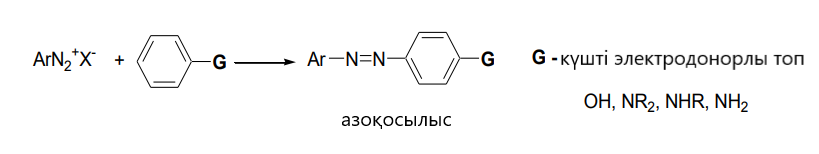 ArN₂⁺X⁻ + G Ar–N=N G G - күшті электродонорлы топ
азоқосылыс OH, NR₂, NHR, NH₂